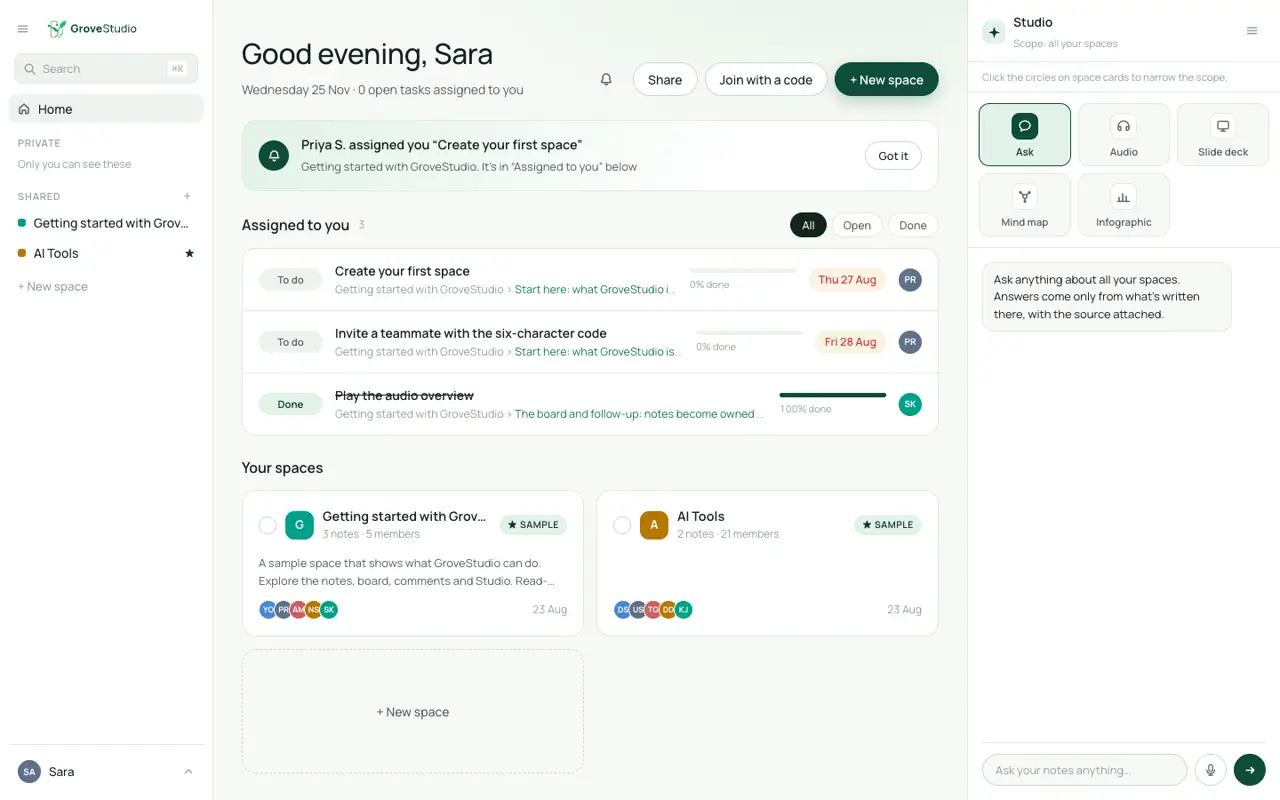 GroveStudio
Search ⌘K
Home
PRIVATE
Only you can see these
SHARED +
Getting started with Grov...
AI Tools
+ New space
SA Sara
Good evening, Sara
Wednesday 25 Nov · 0 open tasks assigned to you
Share
Join with a code
+ New space
Priya S. assigned you “Create your first space”
Getting started with GroveStudio. It's in “Assigned to you” below
Got it
Assigned to you 3
All
Open
Done
To do
Create your first space
Getting started with GroveStudio › Start here: what GroveStudio i...
0% done
Thu 27 Aug
PR
To do
Invite a teammate with the six-character code
Getting started with GroveStudio › Start here: what GroveStudio is...
0% done
Fri 28 Aug
PR
Done
Play the audio overview
Getting started with GroveStudio › The board and follow-up: notes become owned ...
100% done
SK
Your spaces
G
Getting started with Grov...
3 notes · 5 members
★ SAMPLE
A sample space that shows what GroveStudio can do.
Explore the notes, board, comments and Studio. Read-...
YO PR AM NS SK
23 Aug
A
AI Tools
2 notes · 21 members
★ SAMPLE
DS US TO DD KJ
23 Aug
+ New space
Studio
Scope: all your spaces
Click the circles on space cards to narrow the scope.
Ask
Audio
Slide deck
Mind map
Infographic
Ask anything about all your spaces.
Answers come only from what's written
there, with the source attached.
Ask your notes anything...